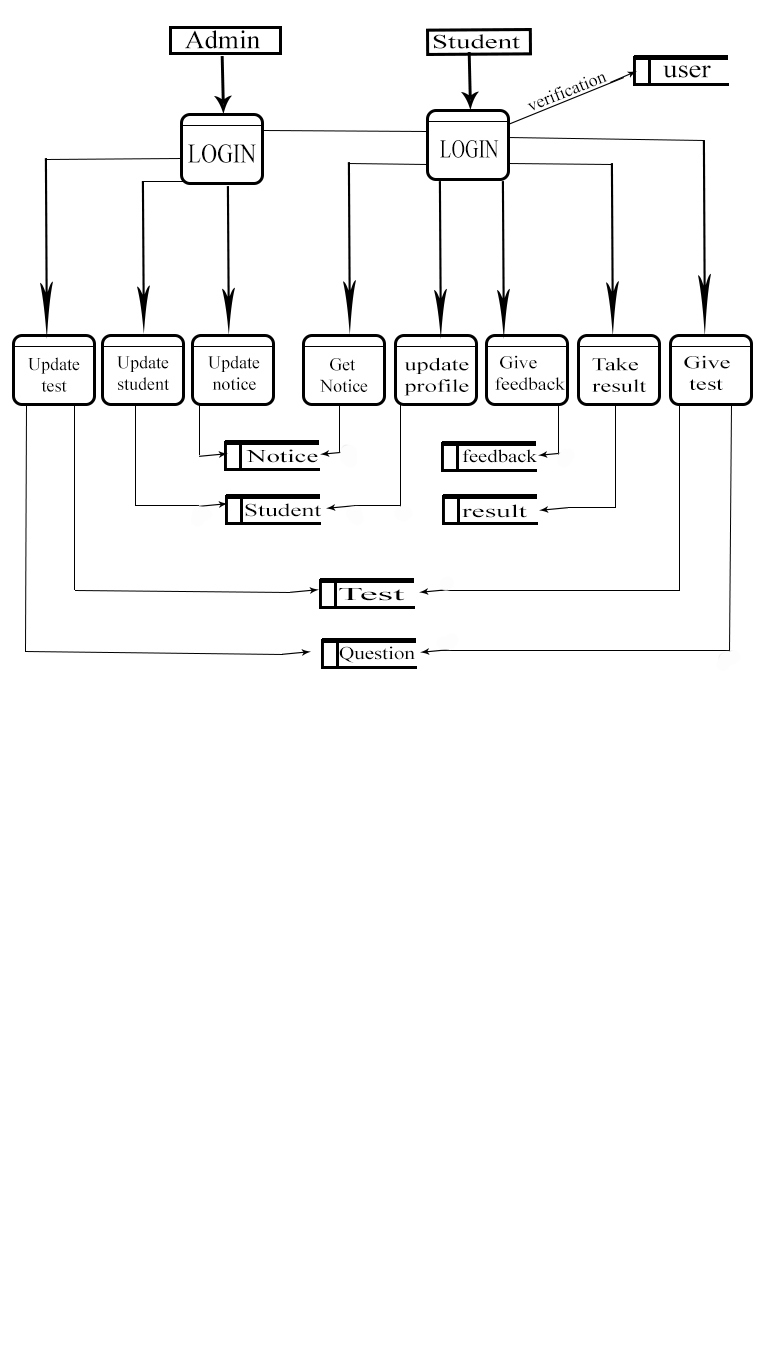 Admin
Student
user
verification
LOGIN
LOGIN
Update
test
Update
student
Update
notice
Get
Notice
update
profile
Give
feedback
Take
result
Give
test
Notice
feedback
Student
result
Test
Question